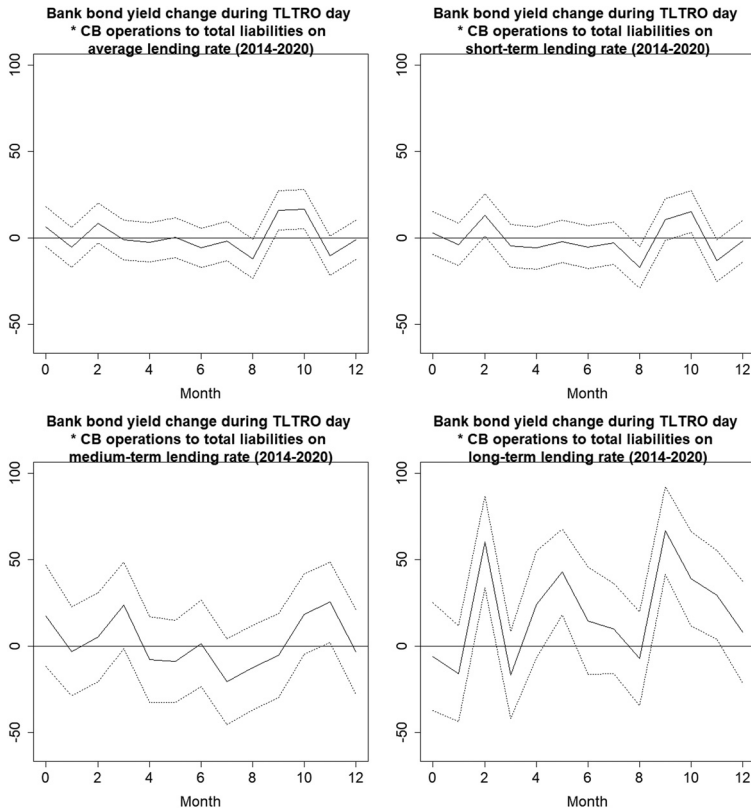 Bank bond yield change during TLTRO day
* CB operations to total liabilities on
average lending rate (2014-2020)
100
50
0
-50
0 2 4 6 8 10 12
Month
Bank bond yield change during TLTRO day
* CB operations to total liabilities on
short-term lending rate (2014-2020)
100
50
0
-50
0 2 4 6 8 10 12
Month
Bank bond yield change during TLTRO day
* CB operations to total liabilities on
medium-term lending rate (2014-2020)
100
50
0
-50
0 2 4 6 8 10 12
Month
Bank bond yield change during TLTRO day
* CB operations to total liabilities on
long-term lending rate (2014-2020)
100
50
0
-50
0 2 4 6 8 10 12
Month